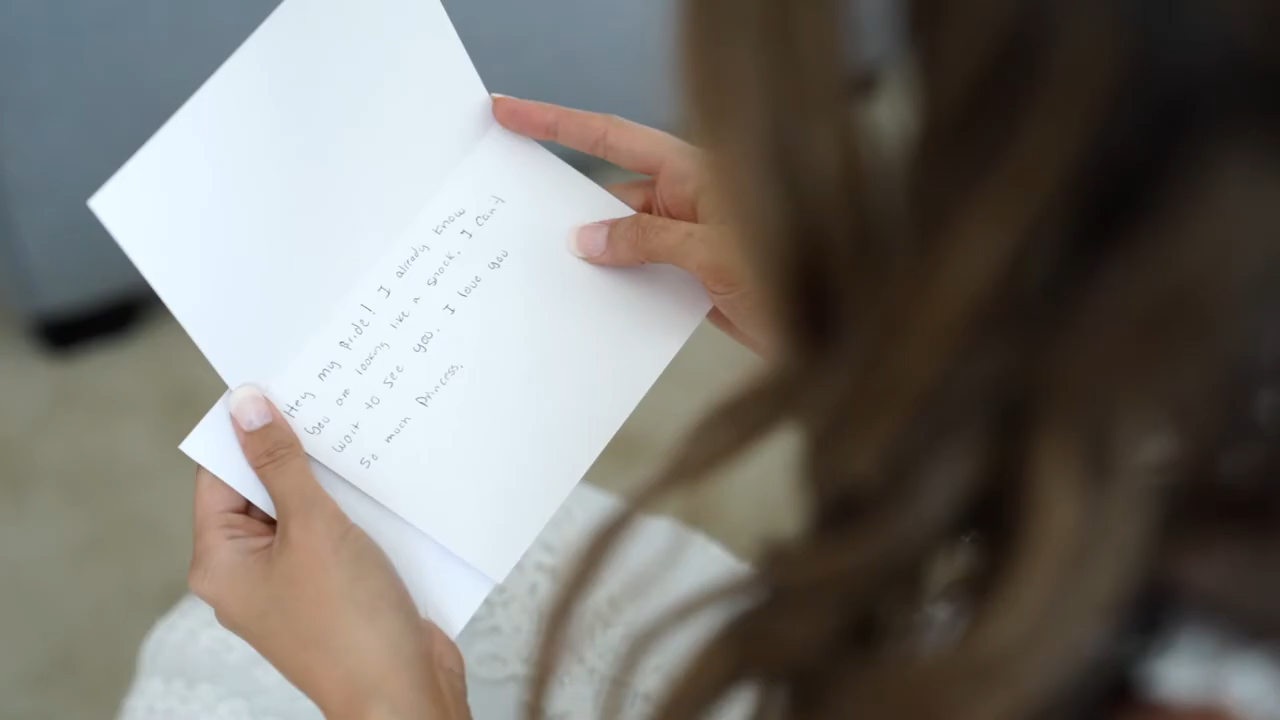 Hey my Bride! I already know
you are looking like a smock. I can't
wait to see you. I love you
So much Princess.